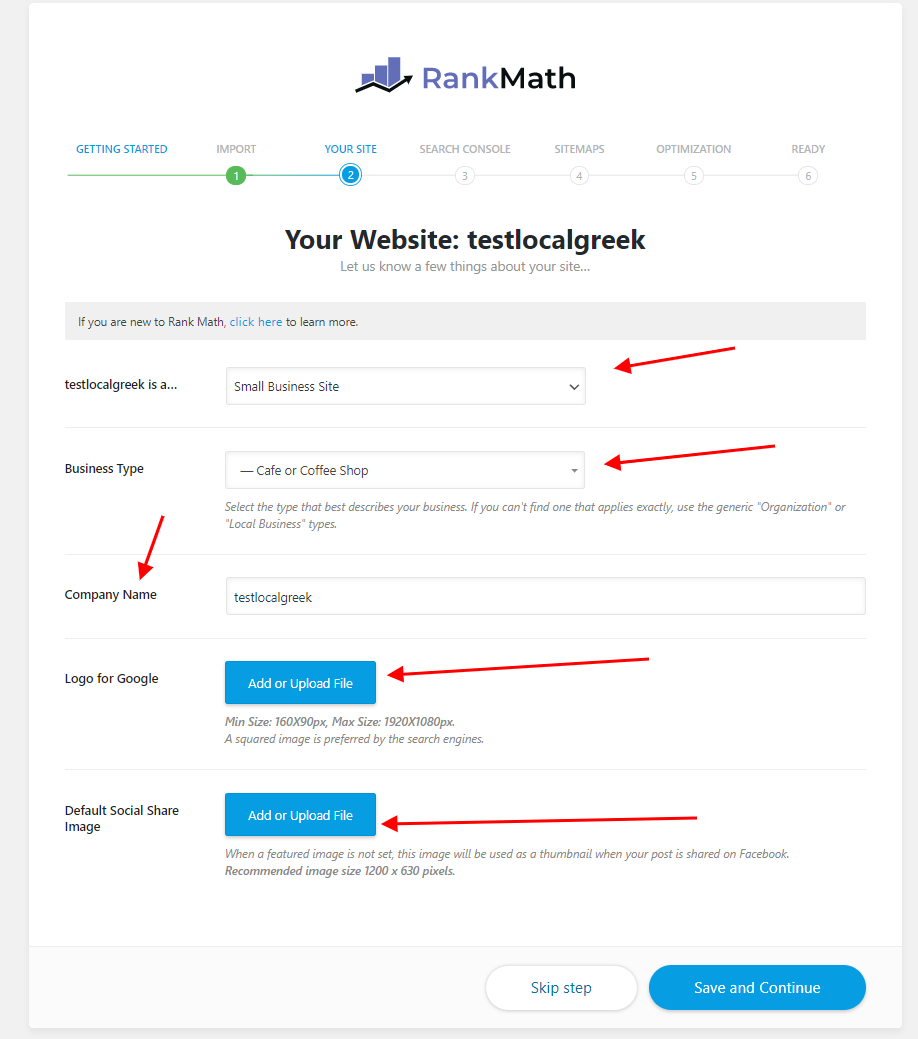 RankMath
GETTING STARTED IMPORT YOUR SITE SEARCH CONSOLE SITEMAPS OPTIMIZATION READY
1 2 3 4 5 6
Your Website: testlocalgreek
Let us know a few things about your site...
If you are new to Rank Math, click here to learn more.
testlocalgreek is a...
Small Business Site
Business Type
— Cafe or Coffee Shop
Select the type that best describes your business. If you can't find one that applies exactly, use the generic "Organization" or
"Local Business" types.
Company Name
testlocalgreek
Logo for Google
Add or Upload File
Min Size: 160X90px, Max Size: 1920X1080px.
A squared image is preferred by the search engines.
Default Social Share
Image
Add or Upload File
When a featured image is not set, this image will be used as a thumbnail when your post is shared on Facebook.
Recommended image size 1200 x 630 pixels.
Skip step
Save and Continue